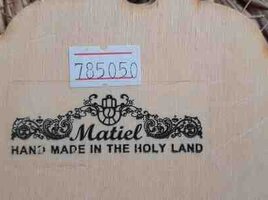 785050
Matiel
HAND MADE IN THE HOLY LAND